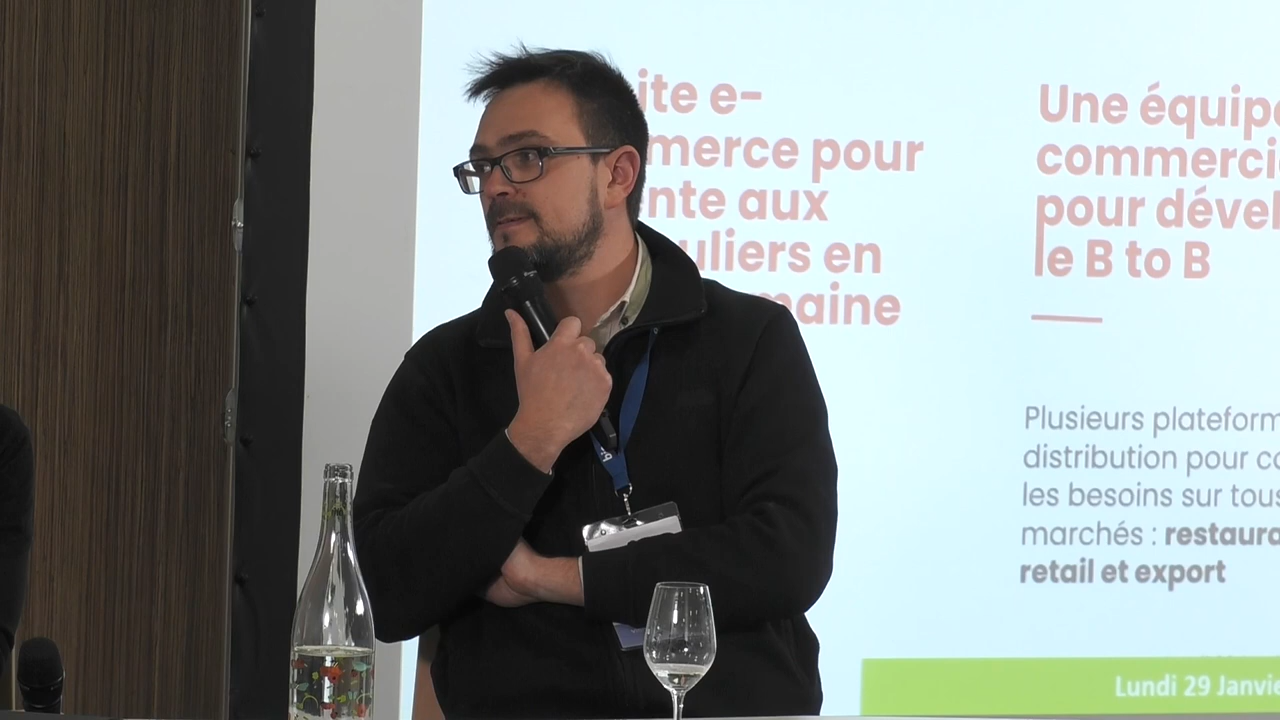 ite e-
merce pour
nte aux
uliers en
maine
Une équipe
commerci
pour dével
le B to B
Plusieurs plateform
distribution pour co
les besoins sur tous
marchés : restaura
retail et export
Lundi 29 Janvie